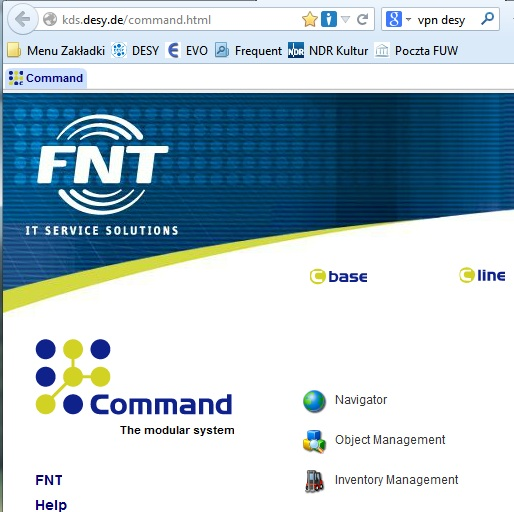 kds.desy.de/command.html
vpn desy
Menu Zakładki DESY EVO Frequent NDR NDR Kultur Poczta FUW
Command
FNT
IT SERVICE SOLUTIONS
C base
C line
Command
The modular system
Navigator
Object Management
Inventory Management
FNT
Help